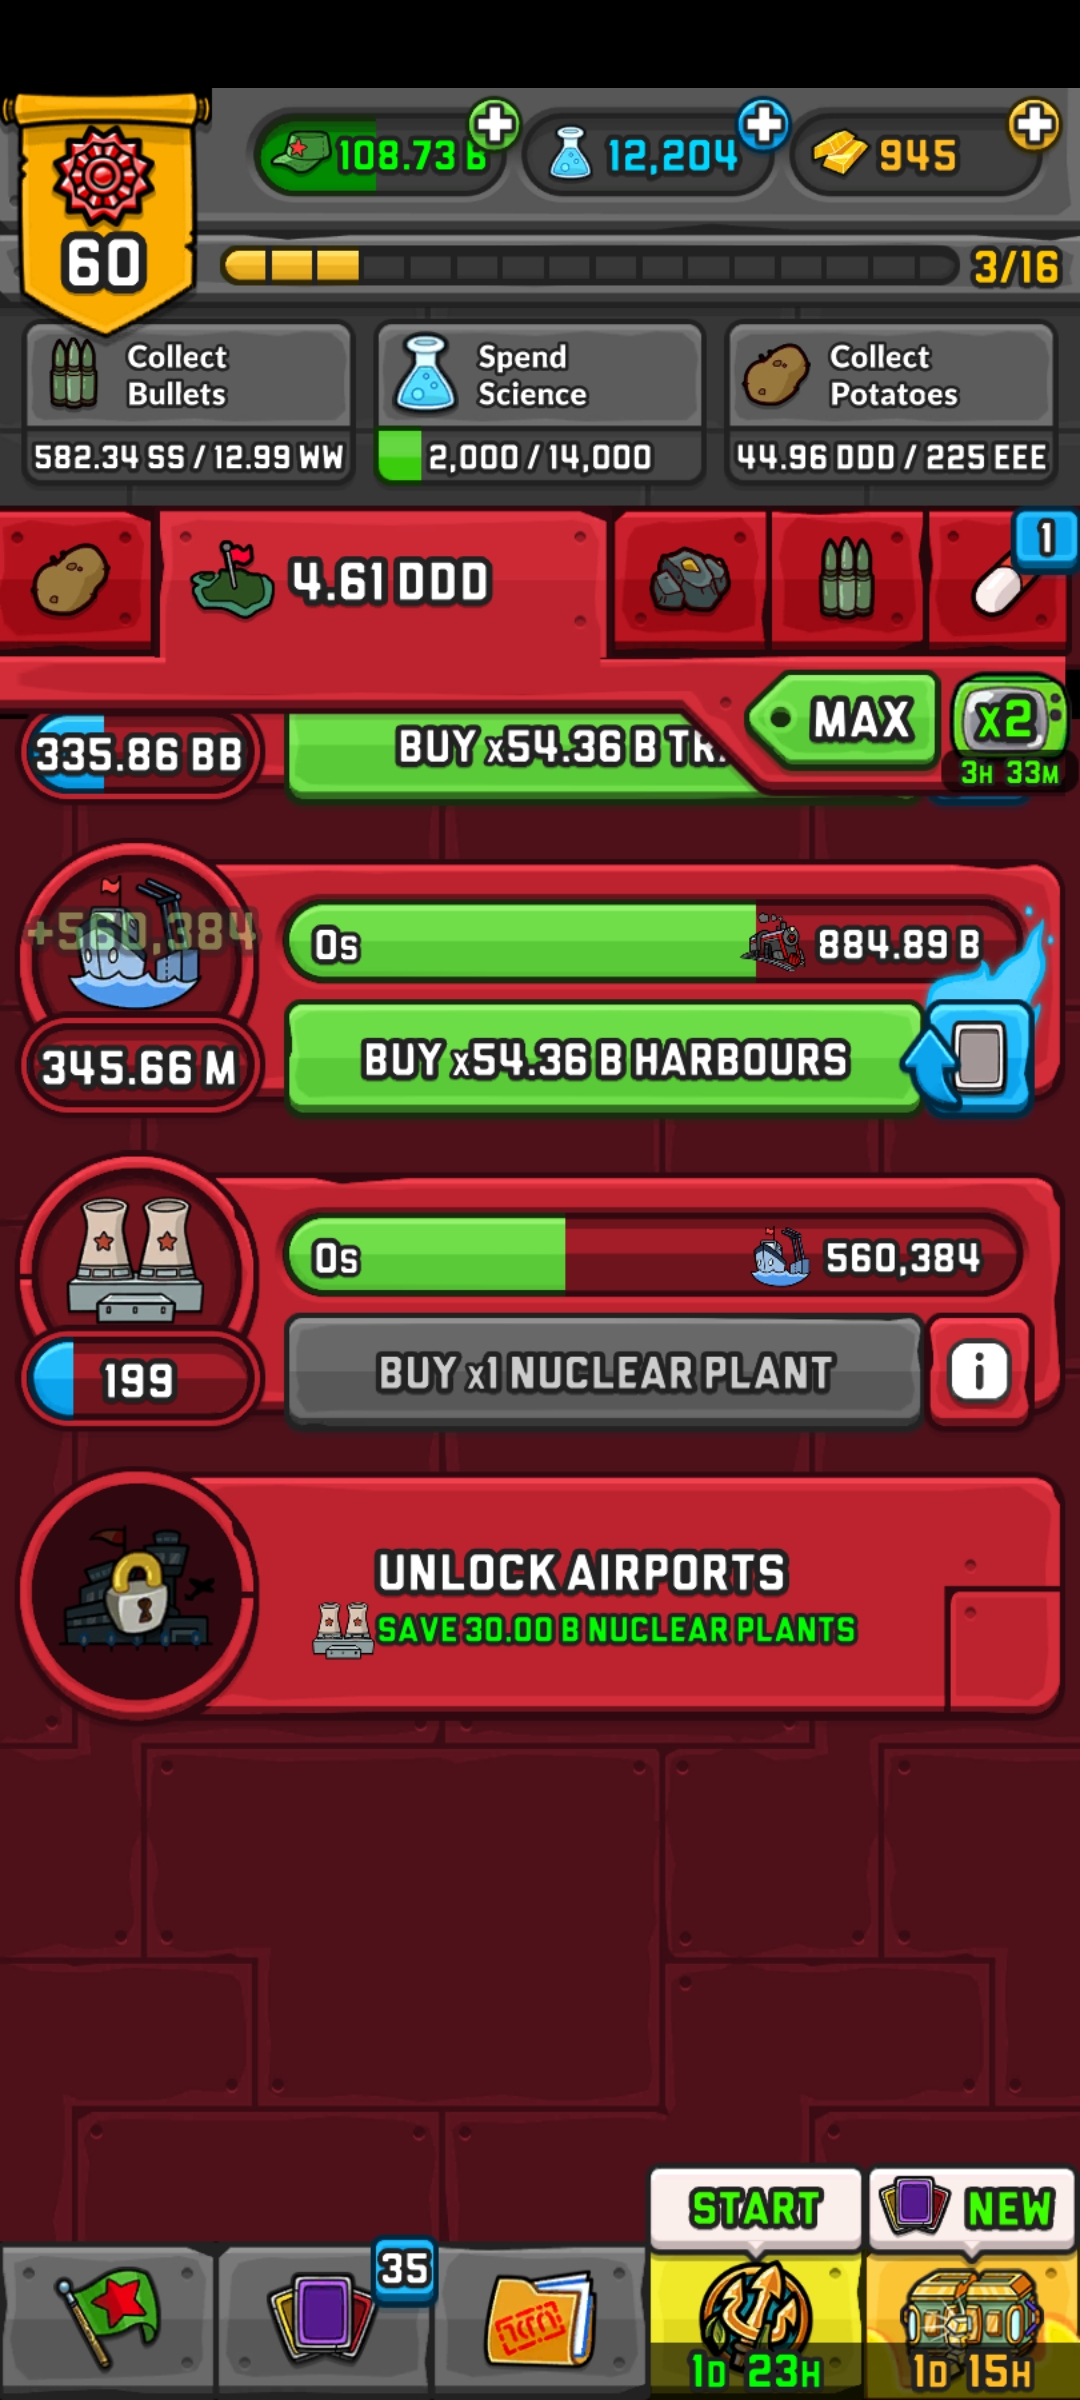 108.73 B
12,204
945
60
3/16
Collect
Bullets
582.34 SS / 12.99 WW
Spend
Science
2,000 / 14,000
Collect
Potatoes
44.96 DDD / 225 EEE
4.61 DDD
1
MAX
x2
3H 33M
335.86 BB
BUY x54.36 B
+560,384
0s
884.89 B
345.66 M
BUY x54.36 B HARBOURS
0s
560,384
199
BUY x1 NUCLEAR PLANT
i
UNLOCK AIRPORTS
SAVE 30.00 B NUCLEAR PLANTS
START
NEW
35
1D 23H
1D 15H